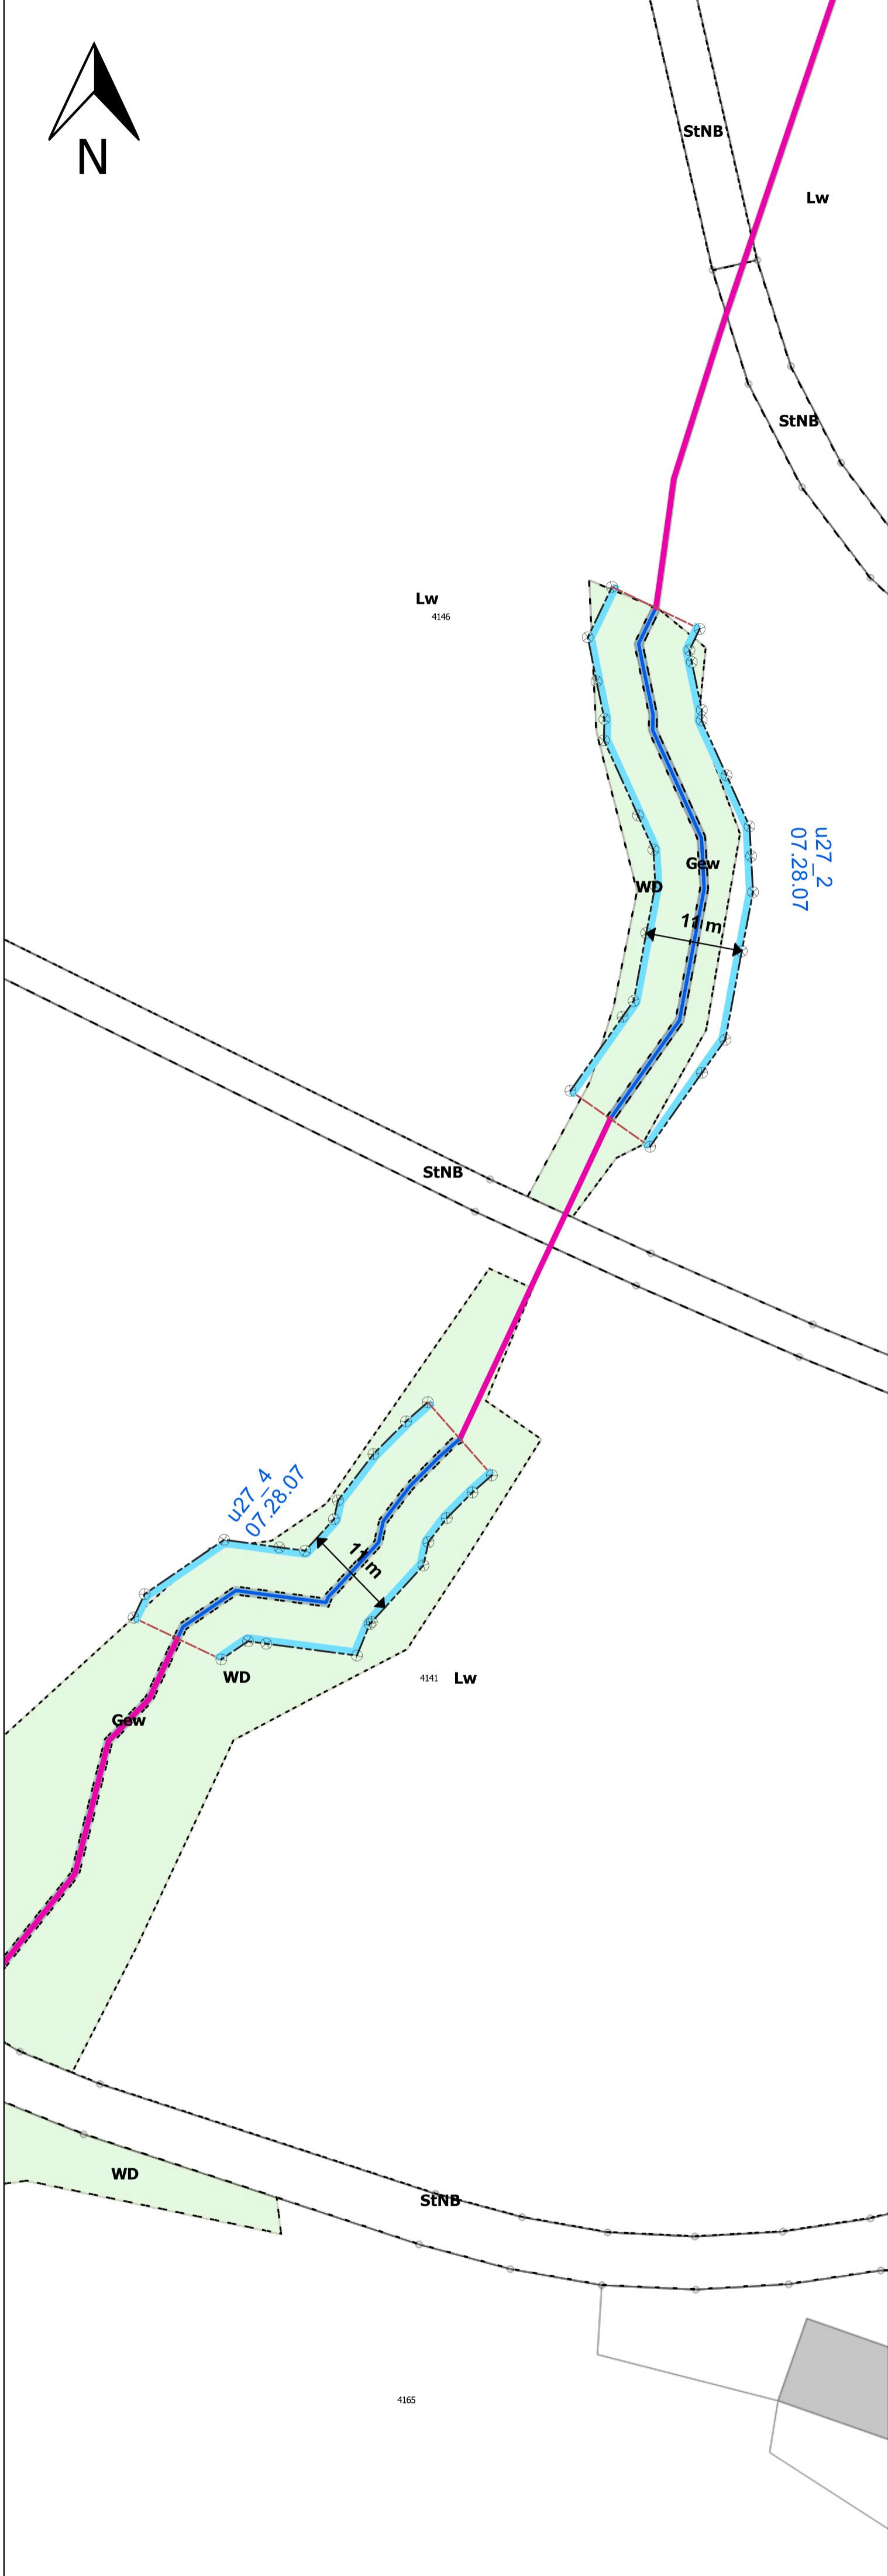 N
StNB
Lw
StNB
Lw
4146
u27_2
07.28.07
Gew
WD
11 m
StNB
u27_4
07.28.07
11 m
WD
4141
Lw
Gew
WD
StNB
4165